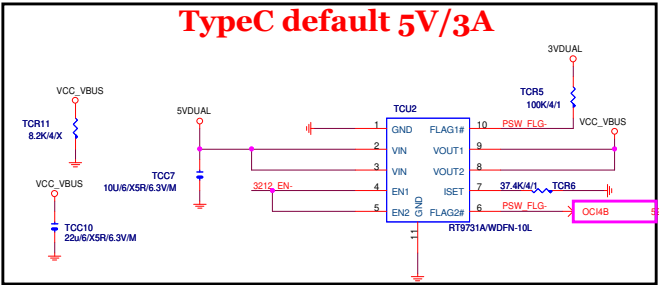 TypeC default 5V/3A
3VDUAL
VCC_VBUS
TCR5
100K/4/1
TCR11
8.2K/4/X
5VDUAL
TCU2
VCC_VBUS
1 GND FLAG1# 10 PSW_FLG-
2 VIN VOUT1 9
3 VIN VOUT2 8
TCC7
10U/6/X5R/6.3V/M
VCC_VBUS
3212_EN- 4 EN1 ISET 7 37.4K/4/1 TCR6
5 EN2 FLAG2# 6 PSW_FLG- OCI4B
GND
TCC10
22u/6/X5R/6.3V/M
11
RT9731A/WDFN-10L